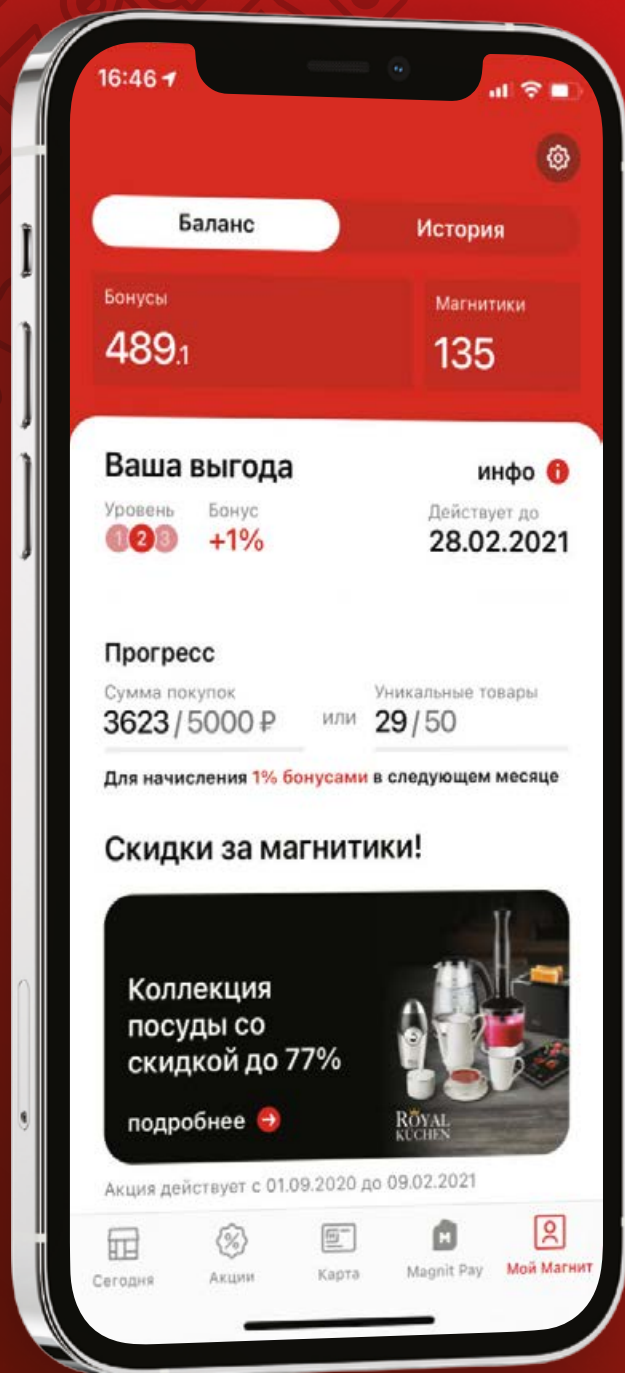 16:46
Баланс
История
Бонусы
489.1
Магнитики
135
Ваша выгода
инфо i
Уровень
1 2 3
Бонус
+1%
Действует до
28.02.2021
Прогресс
Сумма покупок
3623 / 5000 ₽
или
Уникальные товары
29 / 50
Для начисления 1% бонусами в следующем месяце
Скидки за магнитики!
Коллекция
посуды со
скидкой до 77%
подробнее
RÖYAL
KÜCHEN
Акция действует с 01.09.2020 до 09.02.2021
Сегодня
Акции
Карта
M
Magnit Pay
Мой Магнит